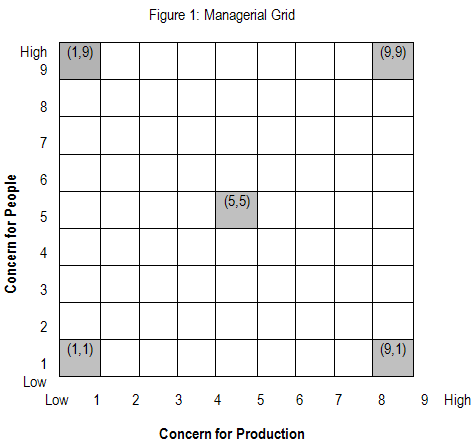 Figure 1: Managerial Grid
High
9
(1,9)
(9,9)
8
7
6
(5,5)
5
4
3
2
(1,1)
(9,1)
1
Low
Concern for People
Low 1 2 3 4 5 6 7 8 9 High
Concern for Production